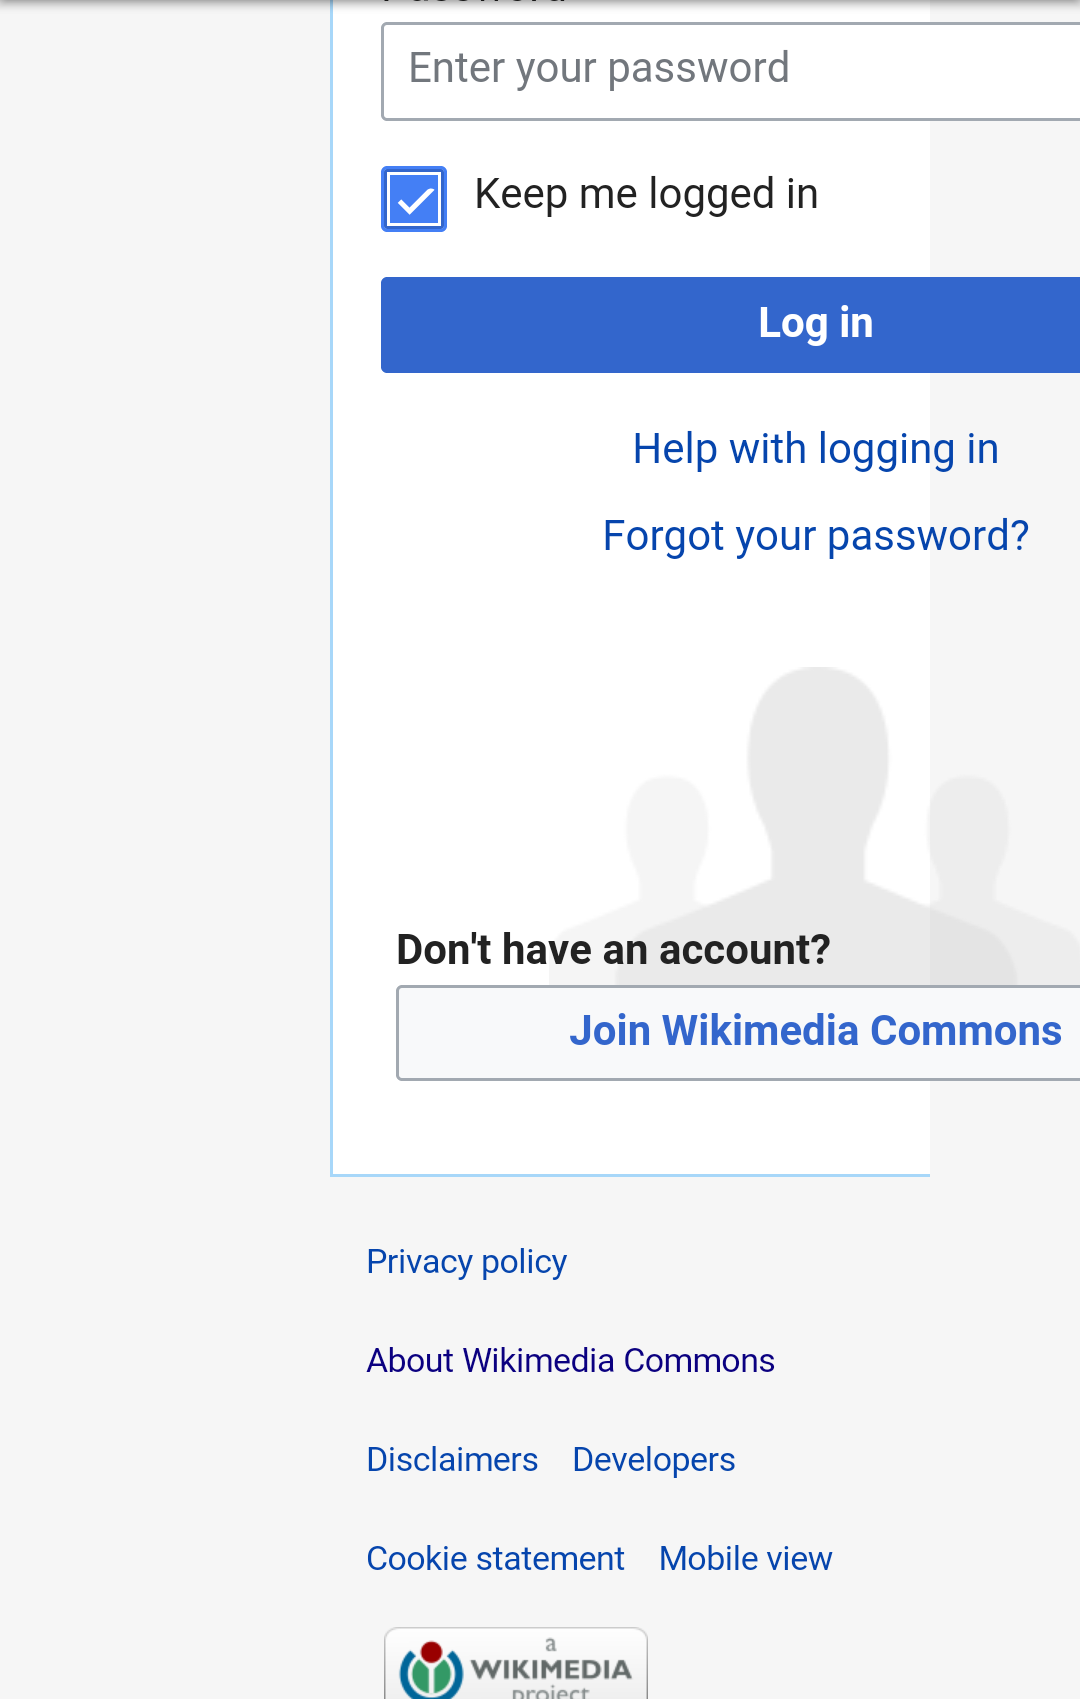 Password
Enter your password
Keep me logged in
Log in
Help with logging in
Forgot your password?
Don't have an account?
Join Wikimedia Commons
Privacy policy
About Wikimedia Commons
Disclaimers Developers
Cookie statement Mobile view
a
WIKIMEDIA
project